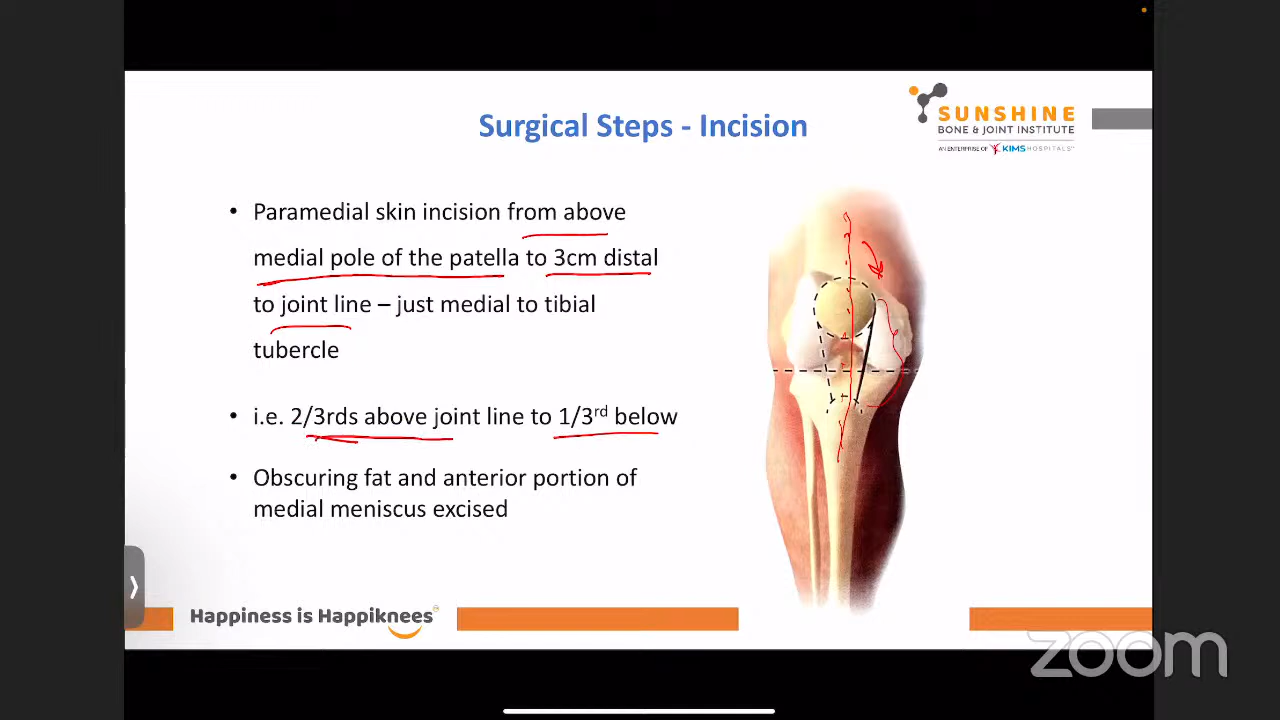 Surgical Steps - Incision
SUNSHINE
BONE & JOINT INSTITUTE
AN ENTERPRISE OF KIMS HOSPITALS
• Paramedial skin incision from above
medial pole of the patella to 3cm distal
to joint line – just medial to tibial
tubercle
• i.e. 2/3rds above joint line to 1/3rd below
• Obscuring fat and anterior portion of
medial meniscus excised
Happiness is Happiknees
zoom